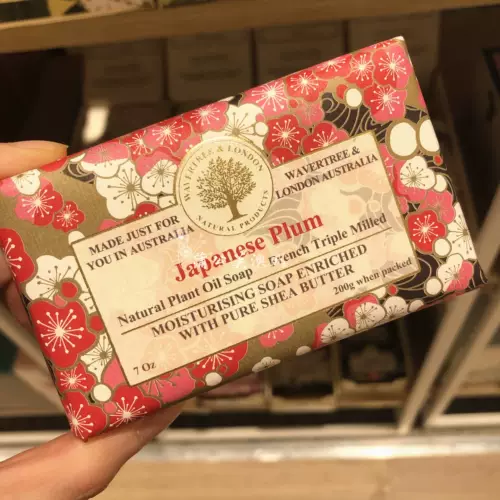 WAVERTREE & LONDON
NATURAL PRODUCTS
MADE JUST FOR
YOU IN AUSTRALIA
WAVERTREE &
LONDON AUSTRALIA
Japanese Plum
Natural Plant Oil Soap French Triple Milled
MOISTURISING SOAP ENRICHED
WITH PURE SHEA BUTTER
7 Oz
200g when packed